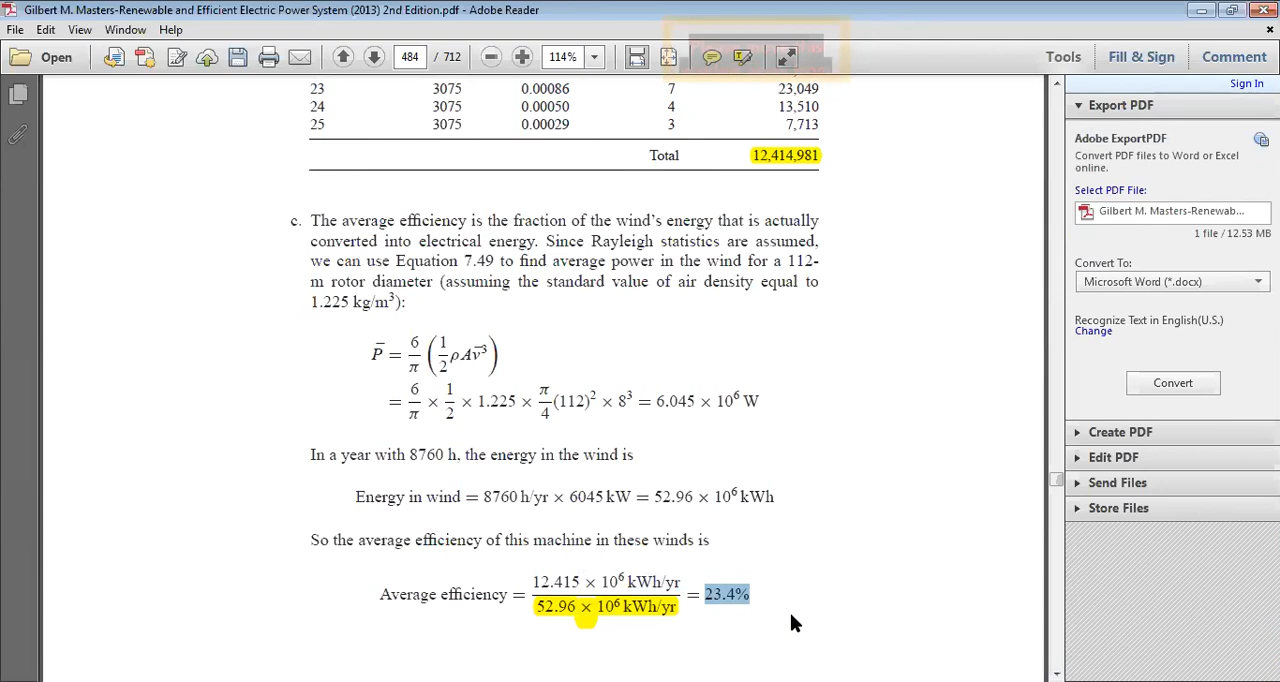 Gilbert M. Masters-Renewable and Efficient Electric Power System (2013) 2nd Edition.pdf - Adobe Reader
File Edit View Window Help
Open 484 / 712 114% Tools Fill & Sign Comment
Sign In
23 3075 0.00086 7 23,049
24 3075 0.00050 4 13,510
25 3075 0.00029 3 7,713
Total 12,414,981
c. The average efficiency is the fraction of the wind's energy that is actually
converted into electrical energy. Since Rayleigh statistics are assumed,
we can use Equation 7.49 to find average power in the wind for a 112-
m rotor diameter (assuming the standard value of air density equal to
1.225 kg/m³):
P̄ = 6/π (1/2 ρAv̄³)
= 6/π × 1/2 × 1.225 × π/4 (112)² × 8³ = 6.045 × 10⁶ W
In a year with 8760 h, the energy in the wind is
Energy in wind = 8760 h/yr × 6045 kW = 52.96 × 10⁶ kWh
So the average efficiency of this machine in these winds is
Average efficiency = 12.415 × 10⁶ kWh/yr / 52.96 × 10⁶ kWh/yr = 23.4%
Export PDF
Adobe ExportPDF
Convert PDF files to Word or Excel
online.
Select PDF File:
Gilbert M. Masters-Renewab...
1 file / 12.53 MB
Convert To:
Microsoft Word (*.docx)
Recognize Text in English(U.S.)
Change
Convert
Create PDF
Edit PDF
Send Files
Store Files